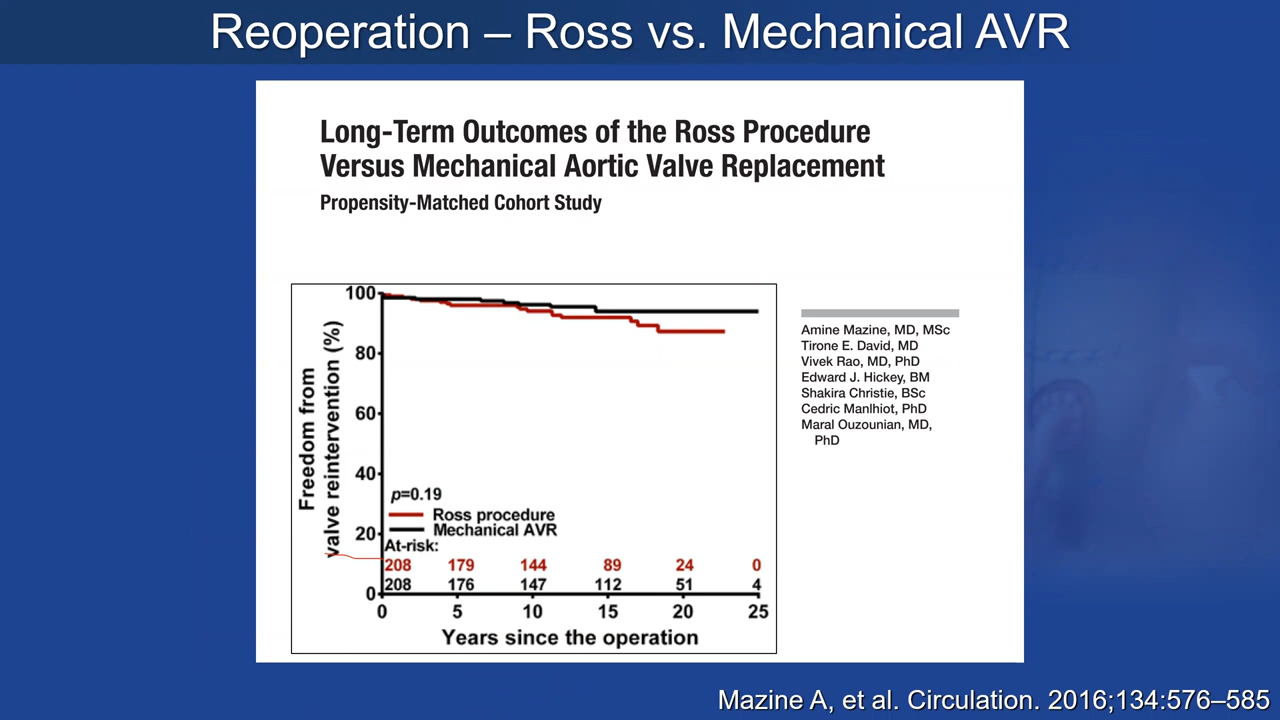 Reoperation – Ross vs. Mechanical AVR
Long-Term Outcomes of the Ross Procedure
Versus Mechanical Aortic Valve Replacement
Propensity-Matched Cohort Study
Amine Mazine, MD, MSc
Tirone E. David, MD
Vivek Rao, MD, PhD
Edward J. Hickey, BM
Shakira Christie, BSc
Cedric Manlhiot, PhD
Maral Ouzounian, MD,
PhD
Freedom from
valve reintervention (%)
100
80
60
40
20
0
p=0.19
Ross procedure
Mechanical AVR
At-risk:
208 179 144 89 24 0
208 176 147 112 51 4
0 5 10 15 20 25
Years since the operation
Mazine A, et al. Circulation. 2016;134:576–585